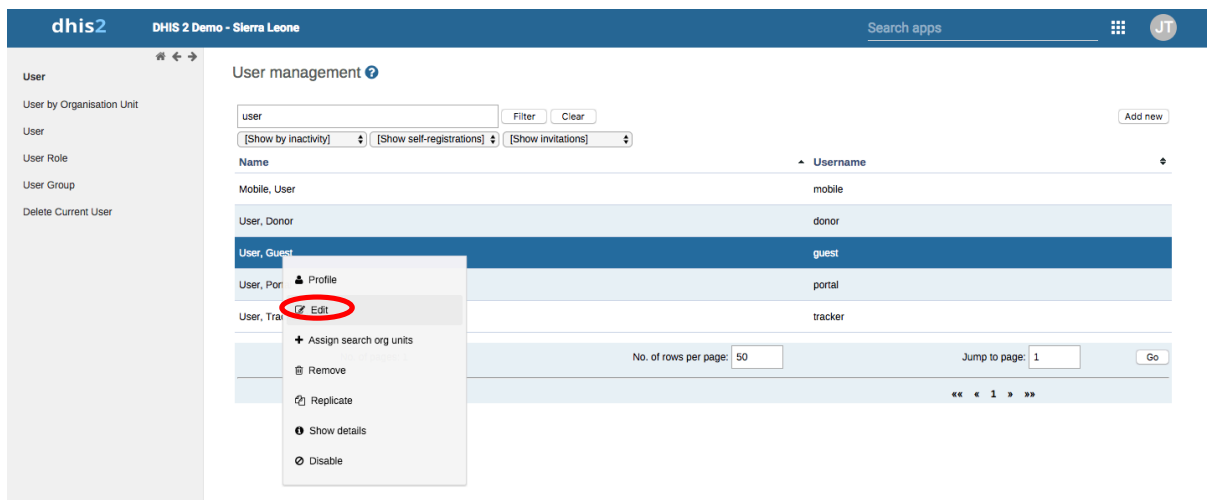 dhis2 DHIS 2 Demo - Sierra Leone Search apps JT
User
User management
User by Organisation Unit
User
User Role
User Group
Delete Current User
user Filter Clear Add new
[Show by inactivity] [Show self-registrations] [Show invitations]
Name Username
Mobile, User mobile
User, Donor donor
User, Guest guest
User, Por portal
User, Tra tracker
Profile
Edit
Assign search org units
Remove
Replicate
Show details
Disable
No. of rows per page: 50 Jump to page: 1 Go
«« « 1 » »»